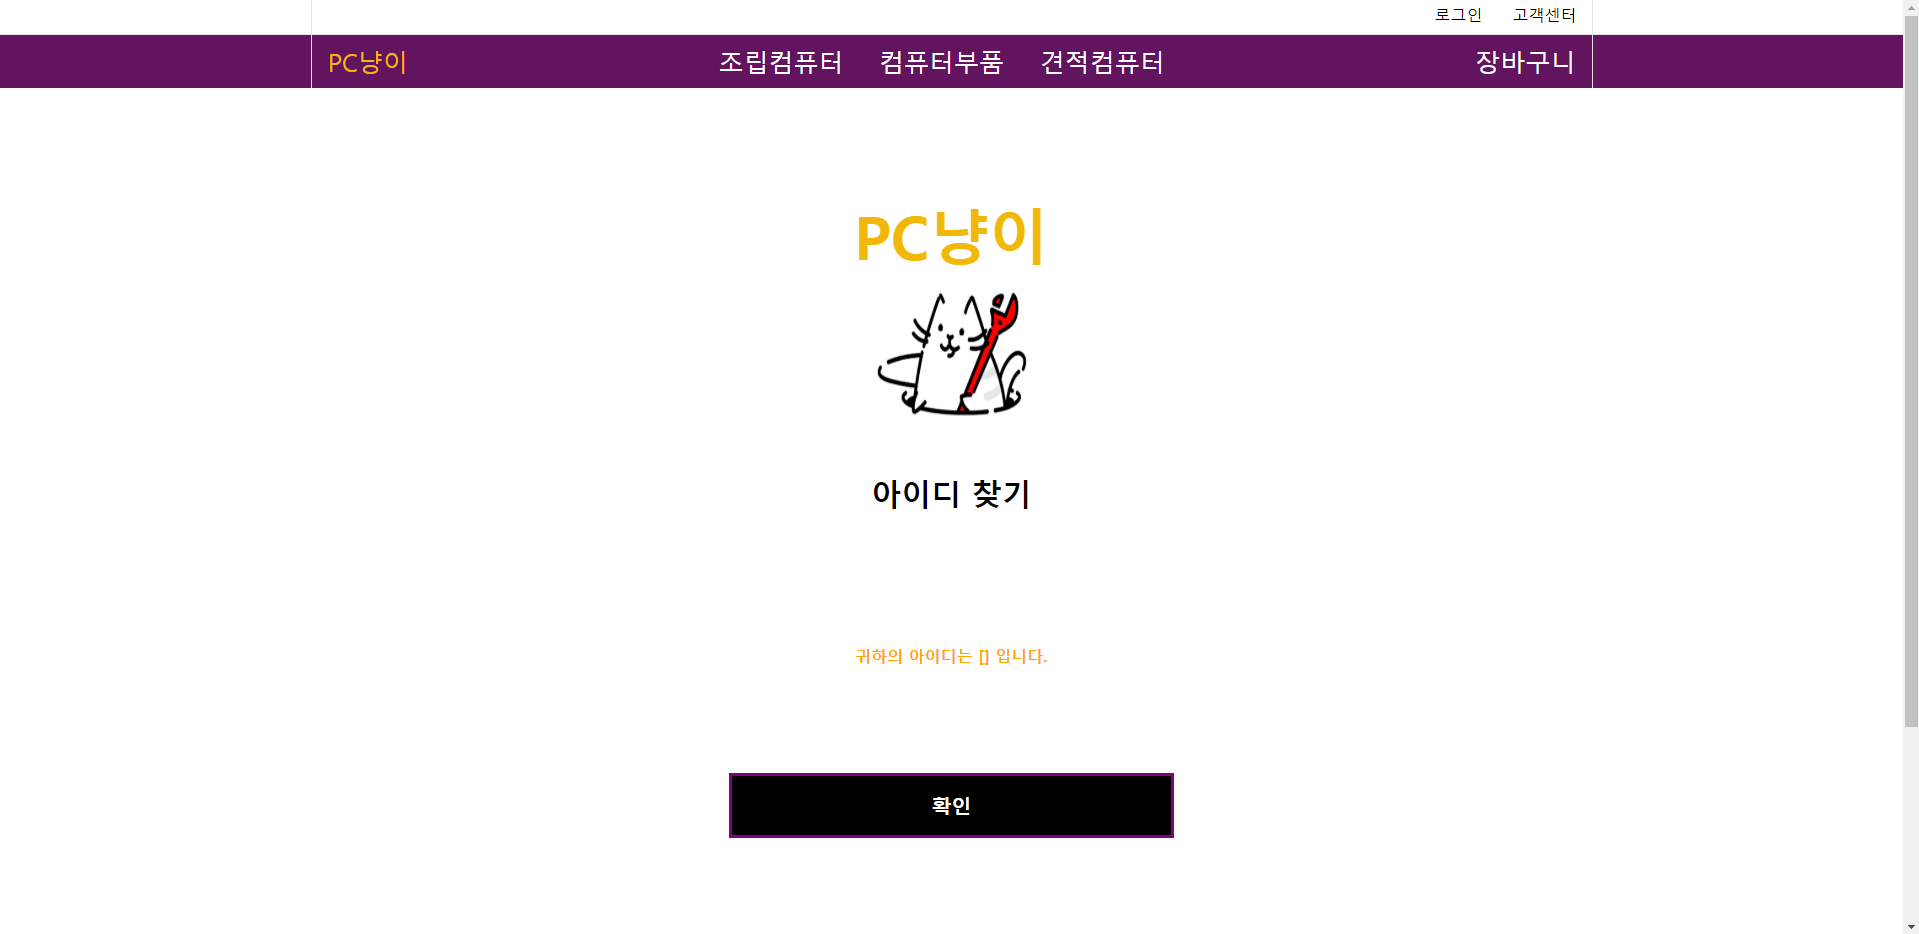 로그인 고객센터
PC냥이 조립컴퓨터 컴퓨터부품 견적컴퓨터 장바구니
PC냥이
아이디 찾기
귀하의 아이디는 [] 입니다.
확인